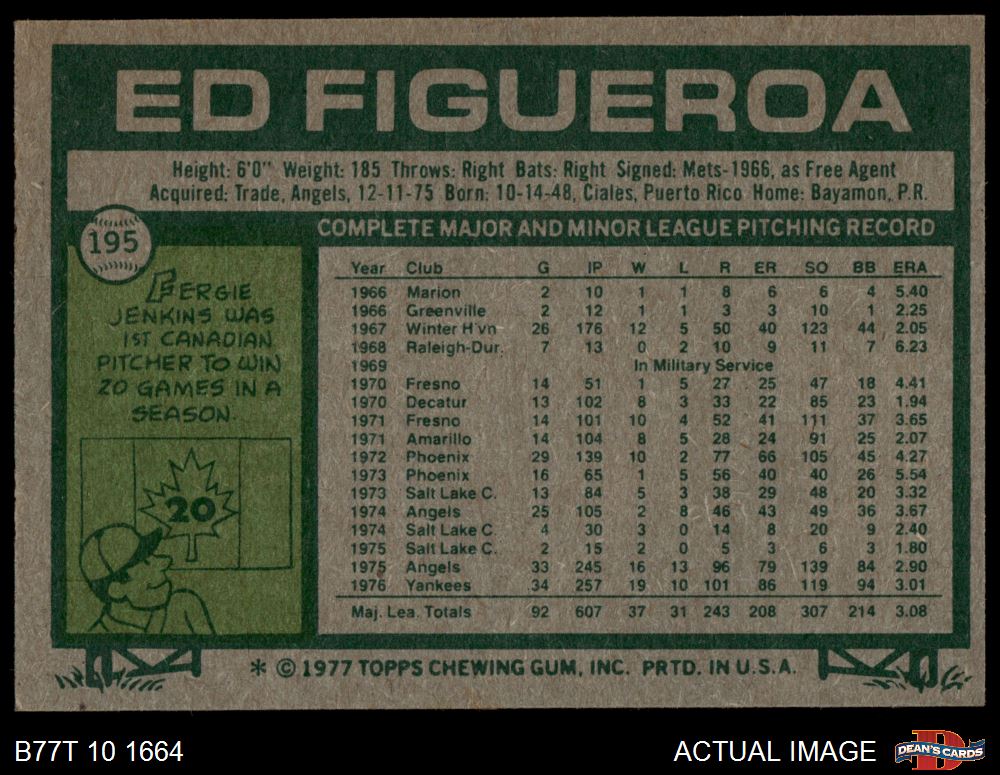 ED FIGUEROA
Height: 6'0" Weight: 185 Throws: Right Bats: Right Signed: Mets-1966, as Free Agent
Acquired: Trade, Angels, 12-11-75 Born: 10-14-48, Ciales, Puerto Rico Home: Bayamon, P.R.
195
FERGIE
JENKINS WAS
1ST CANADIAN
PITCHER TO WIN
20 GAMES IN A
SEASON.
20
COMPLETE MAJOR AND MINOR LEAGUE PITCHING RECORD
Year Club G IP W L R ER SO BB ERA
1966 Marion 2 10 1 1 8 6 6 4 5.40
1966 Greenville 2 12 1 1 3 3 10 1 2.25
1967 Winter H'vn 26 176 12 5 50 40 123 44 2.05
1968 Raleigh-Dur. 7 13 0 2 10 9 11 7 6.23
1969 In Military Service
1970 Fresno 14 51 1 5 27 25 47 18 4.41
1970 Decatur 13 102 8 3 33 22 85 23 1.94
1971 Fresno 14 101 10 4 52 41 111 37 3.65
1971 Amarillo 14 104 8 5 28 24 91 25 2.07
1972 Phoenix 29 139 10 2 77 66 105 45 4.27
1973 Phoenix 16 65 1 5 56 40 40 26 5.54
1973 Salt Lake C. 13 84 5 3 38 29 48 20 3.32
1974 Angels 25 105 2 8 46 43 49 36 3.67
1974 Salt Lake C. 4 30 3 0 14 8 20 9 2.40
1975 Salt Lake C. 2 15 2 0 5 3 6 3 1.80
1975 Angels 33 245 16 13 96 79 139 84 2.90
1976 Yankees 34 257 19 10 101 86 119 94 3.01
Maj. Lea. Totals 92 607 37 31 243 208 307 214 3.08
* © 1977 TOPPS CHEWING GUM, INC. PRTD. IN U.S.A.
B77T 10 1664
ACTUAL IMAGE
D
DEAN'S CARDS